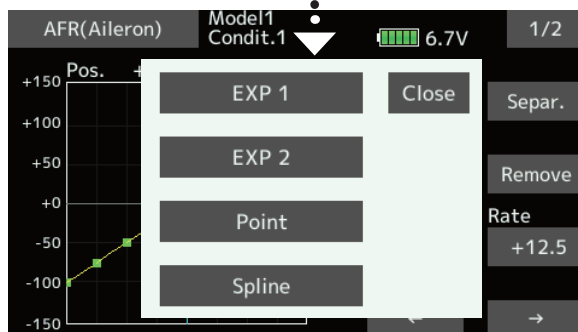 AFR(Aileron)
Model1
Condit.1
6.7V
1/2
Pos. +
+150
+100
+50
+0
-50
-100
-150
EXP 1
Close
EXP 2
Point
Spline
Separ.
Remove
Rate
+12.5
← →